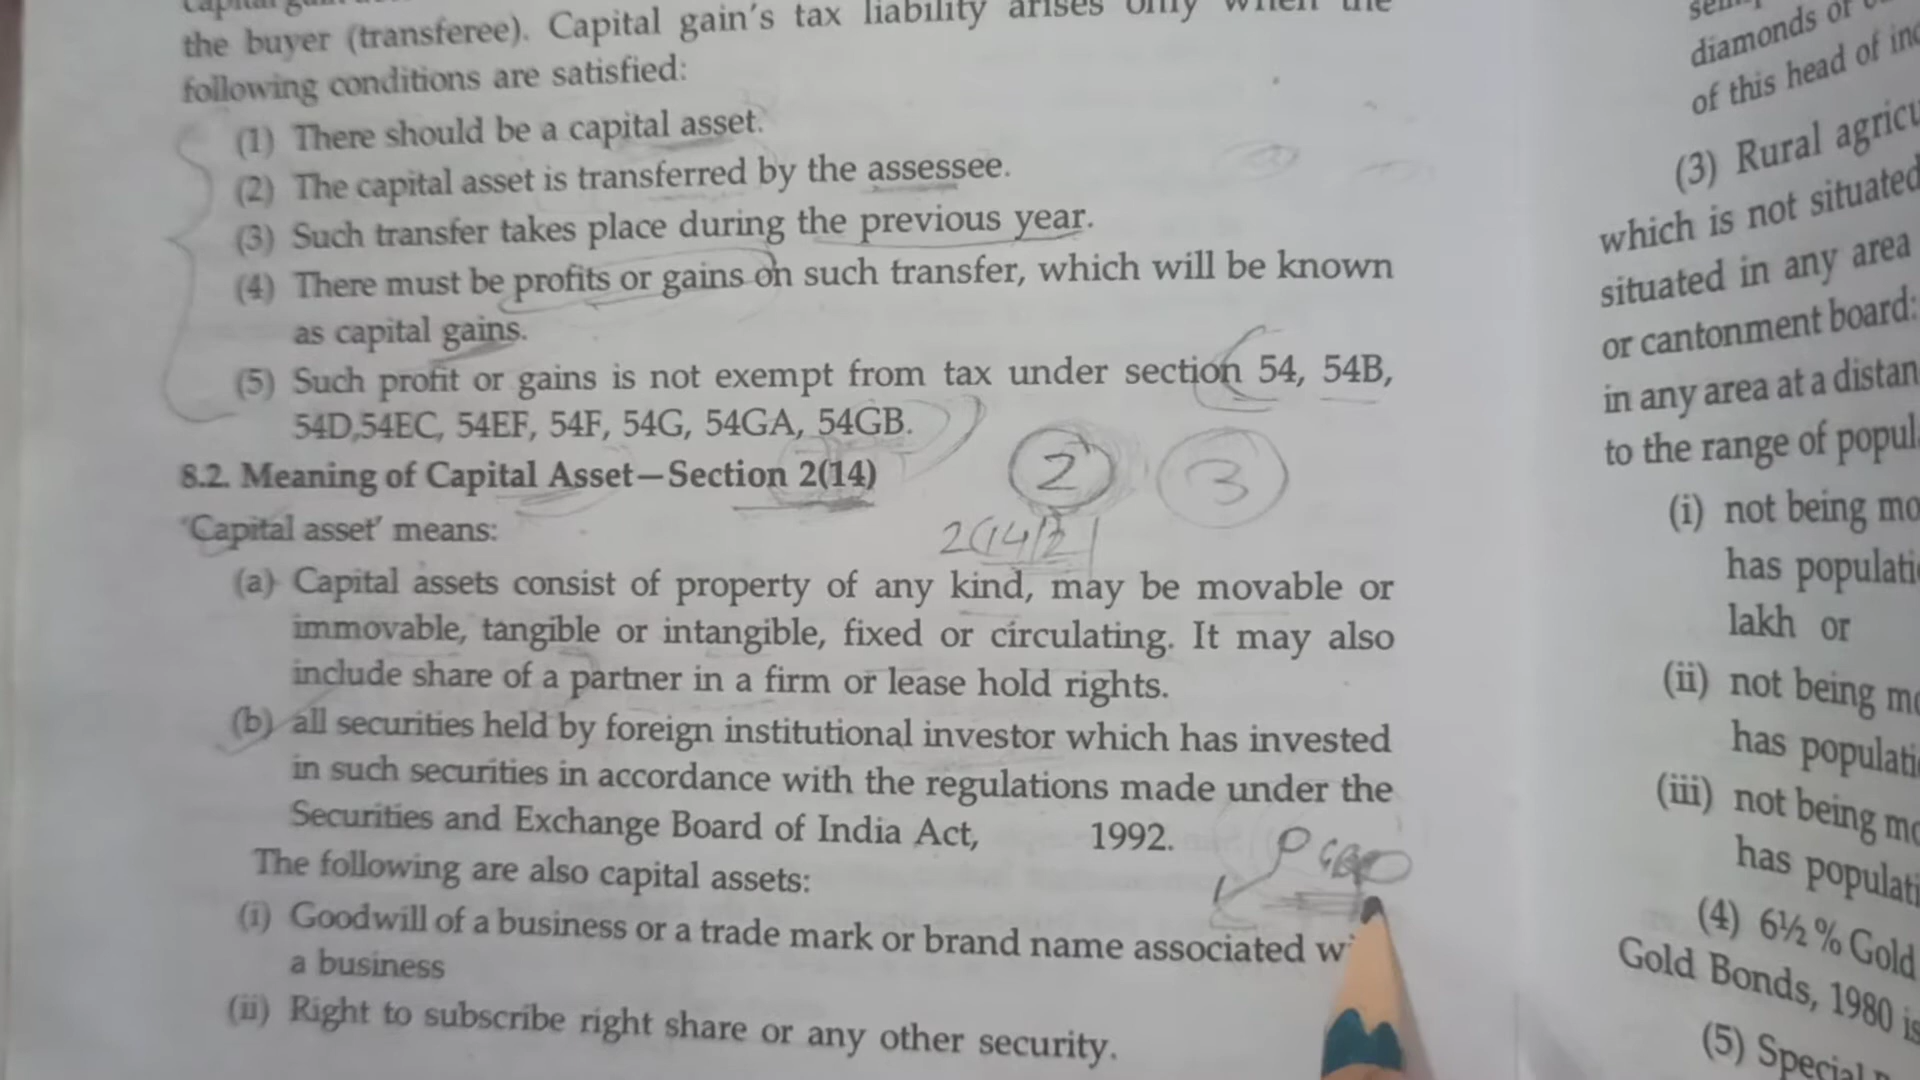 the buyer (transferee). Capital gain's tax liability arises only when the
following conditions are satisfied:
(1) There should be a capital asset.
(2) The capital asset is transferred by the assessee.
(3) Such transfer takes place during the previous year.
(4) There must be profits or gains on such transfer, which will be known
as capital gains.
(5) Such profit or gains is not exempt from tax under section 54, 54B,
54D,54EC, 54EF, 54F, 54G, 54GA, 54GB.
8.2. Meaning of Capital Asset—Section 2(14)
2 3
'Capital asset' means:
(a) Capital assets consist of property of any kind, may be movable or
immovable, tangible or intangible, fixed or circulating. It may also
include share of a partner in a firm or lease hold rights.
(b) all securities held by foreign institutional investor which has invested
in such securities in accordance with the regulations made under the
Securities and Exchange Board of India Act, 1992.
The following are also capital assets:
(i) Goodwill of a business or a trade mark or brand name associated
a business
(ii) Right to subscribe right share or any other security.
diamonds or
of this head of
(3) Rural
which is not situated
situated in any area
or cantonment board:
in any area at a
to the range of
(i) not being
has
lakh or
(ii) not being
has
(iii) not being
has
(4) 6½ % Gold
Gold Bonds, 1980
(5) Special